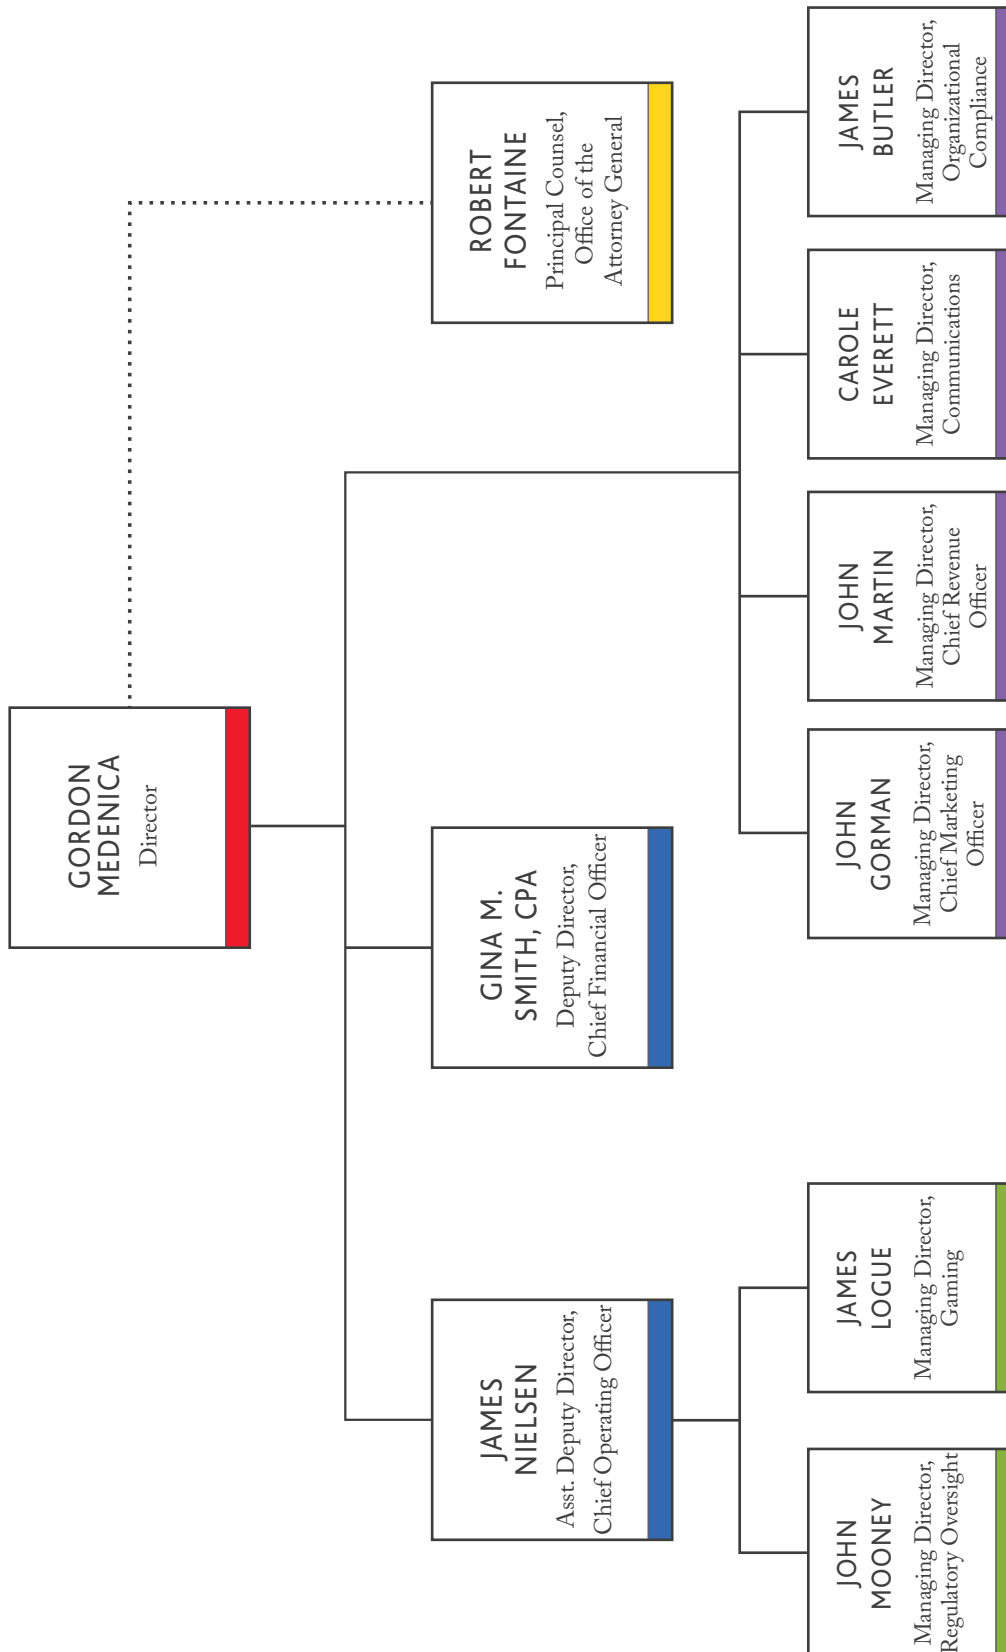 GORDON
MEDENICA
Director
ROBERT
FONTAINE
Principal Counsel,
Office of the
Attorney General
GINA M.
SMITH, CPA
Deputy Director,
Chief Financial Officer
JAMES
NIELSEN
Asst. Deputy Director,
Chief Operating Officer
JOHN
MOONEY
Managing Director,
Regulatory Oversight
JAMES
LOGUE
Managing Director,
Gaming
JOHN
GORMAN
Managing Director,
Chief Marketing
Officer
JOHN
MARTIN
Managing Director,
Chief Revenue
Officer
CAROLE
EVERETT
Managing Director,
Communications
JAMES
BUTLER
Managing Director,
Organizational
Compliance